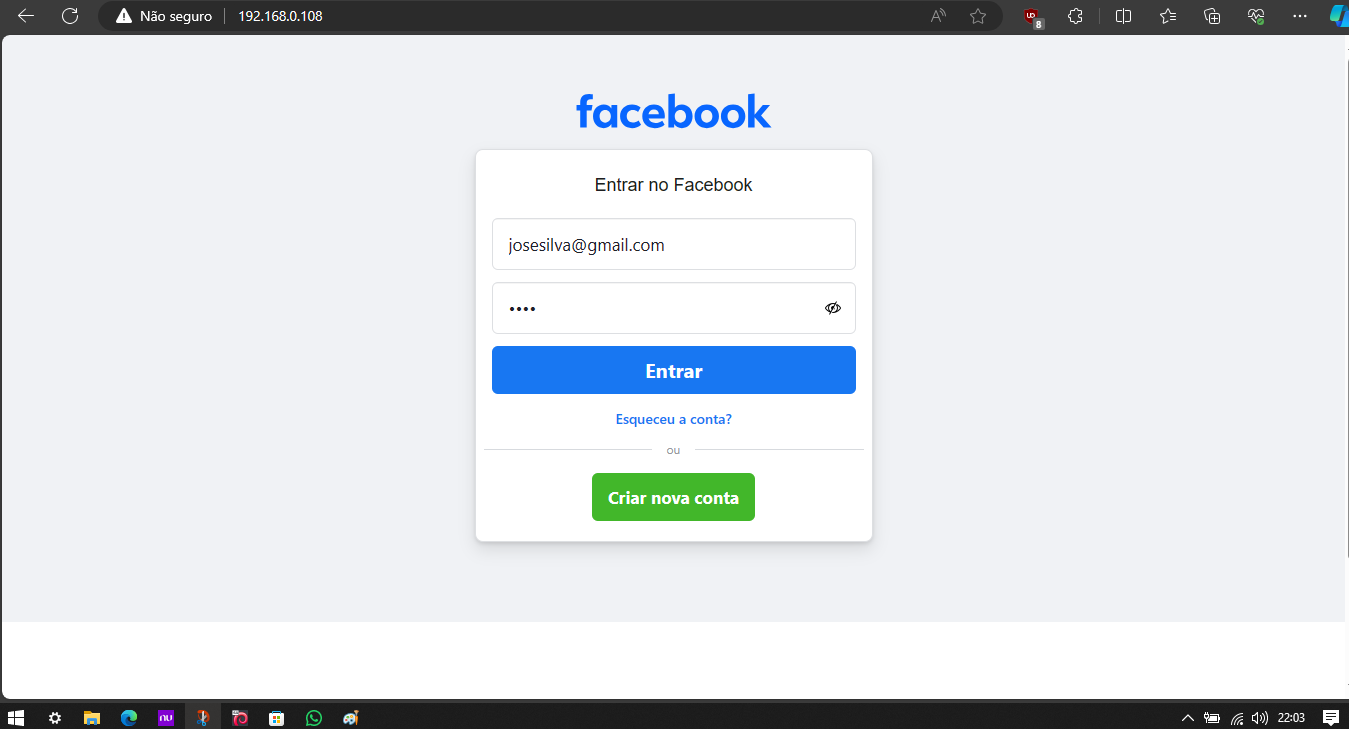 Não seguro 192.168.0.108
8
facebook
Entrar no Facebook
josesilva@gmail.com
••••
Entrar
Esqueceu a conta?
ou
Criar nova conta
22:03